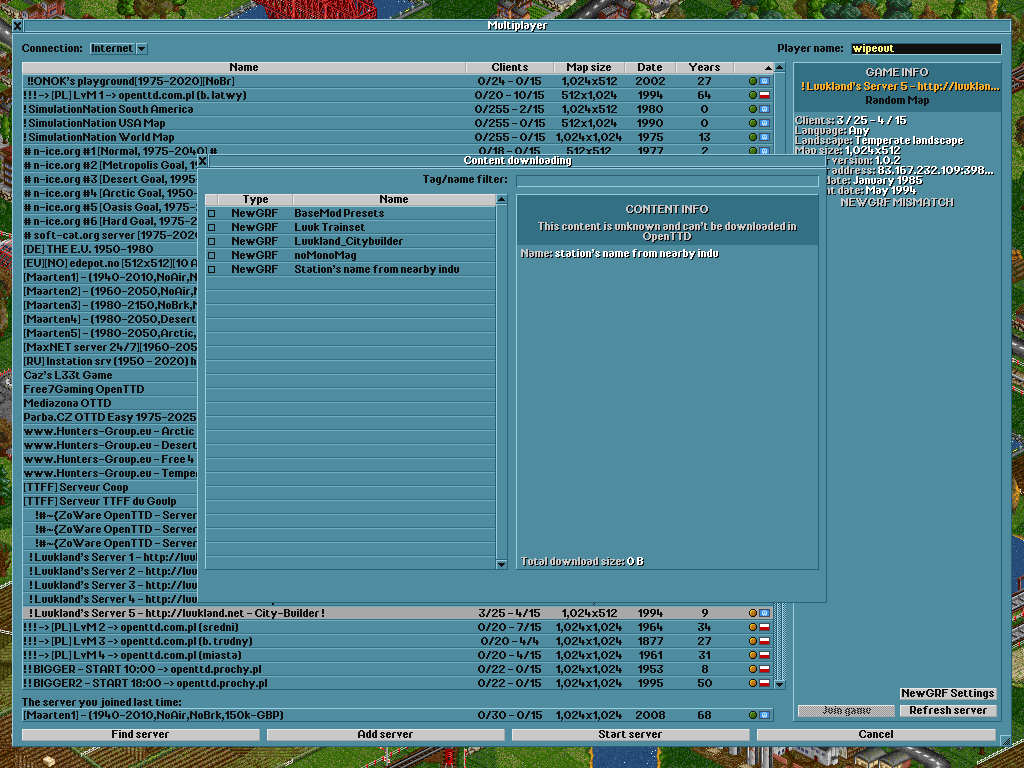 Multiplayer
Connection: Internet
Player name: wipeout
Name Clients Map size Date Years
!!ONOK's playground[1975-2020][NoBr] 0/24 - 0/15 1,024x512 2002 27
!!! -> [PL] LvM 1 -> openttd.com.pl (b. latwy) 0/20 - 10/15 512x1,024 1994 64
! SimulationNation South America 0/255 - 2/15 1,024x512 1980 0
! SimulationNation USA Map 0/255 - 0/15 512x1,024 1990 0
! SimulationNation World Map 0/255 - 0/15 1,024x1,024 1975 13
# n-ice.org #1 [Normal, 1975-2040] # 0/18 - 0/15 512x512 1977 2
# n-ice.org #2 [Metropolis Goal, 1
# n-ice.org #3 [Desert Goal, 1995
# n-ice.org #4 [Arctic Goal, 1950-
# n-ice.org #5 [Oasis Goal, 1975-2
# n-ice.org #6 [Hard Goal, 1975-2
# soft-cat.org server [1975-202
[DE] THE E.U. 1950-1980
[EU][NO] edepot.no [512x512][10 A
[Maarten1] - (1940-2010,NoAir,N
[Maarten2] - (1960-2050,NoAir,N
[Maarten3] - (1980-2150,NoBrk,N
[Maarten4] - (1980-2050,Desert
[Maarten5] - (1980-2050,Arctic,
[MaxNET server 24/7][1960-205
[RU] Instation srv (1950 - 2020) h
Caz's L33t Game
Free7Gaming OpenTTD
Mediazona OTTD
Parba.CZ OTTD Easy 1975-2025
www.Hunters-Group.eu - Arctic
www.Hunters-Group.eu - Desert
www.Hunters-Group.eu - Free 4
www.Hunters-Group.eu - Tempe
[TTFF] Serveur Coop
[TTFF] Serveur TTFF du Goulp
!#~{ZoWare OpenTTD - Server
!#~{ZoWare OpenTTD - Server
!#~{ZoWare OpenTTD - Server
! Luukland's Server 1 - http://luu
! Luukland's Server 2 - http://luu
! Luukland's Server 3 - http://luu
! Luukland's Server 4 - http://luu
! Luukland's Server 5 - http://luukland.net - City-Builder ! 3/25 - 4/15 1,024x512 1994 9
!!! -> [PL] LvM 2 -> openttd.com.pl (sredni) 0/20 - 7/15 1,024x1,024 1964 34
!!! -> [PL] LvM 3 -> openttd.com.pl (b. trudny) 0/20 - 4/4 1,024x1,024 1877 27
!!! -> [PL] LvM 4 -> openttd.com.pl (miasta) 0/20 - 4/15 1,024x1,024 1961 31
!!BIGGER - START 10:00 -> openttd.prochy.pl 0/22 - 0/15 1,024x1,024 1953 8
!!BIGGER2 - START 18:00 -> openttd.prochy.pl 0/22 - 0/15 1,024x1,024 1995 50
The server you joined last time:
[Maarten1] - (1940-2010,NoAir,NoBrk,150k-GBP) 0/30 - 0/15 1,024x1,024 2008 68
Find server Add server Start server Cancel
GAME INFO
! Luukland's Server 5 - http://luuklan...
Random Map
Clients: 3 / 25 - 4 / 15
Language: Any
Landscape: Temperate landscape
Map size: 1,024x512
version: 1.0.2
address: 83.167.232.109:398...
date: January 1985
date: May 1994
NEWGRF MISMATCH
NewGRF Settings
Join game Refresh server
Content downloading
Tag/name filter:
Type Name
NewGRF BaseMod Presets
NewGRF Luuk Trainset
NewGRF Luukland_Citybuilder
NewGRF noMonoMag
NewGRF Station's name from nearby indu
CONTENT INFO
This content is unknown and can't be downloaded in
OpenTTD
Name: station's name from nearby indu
Total download size: 0 B